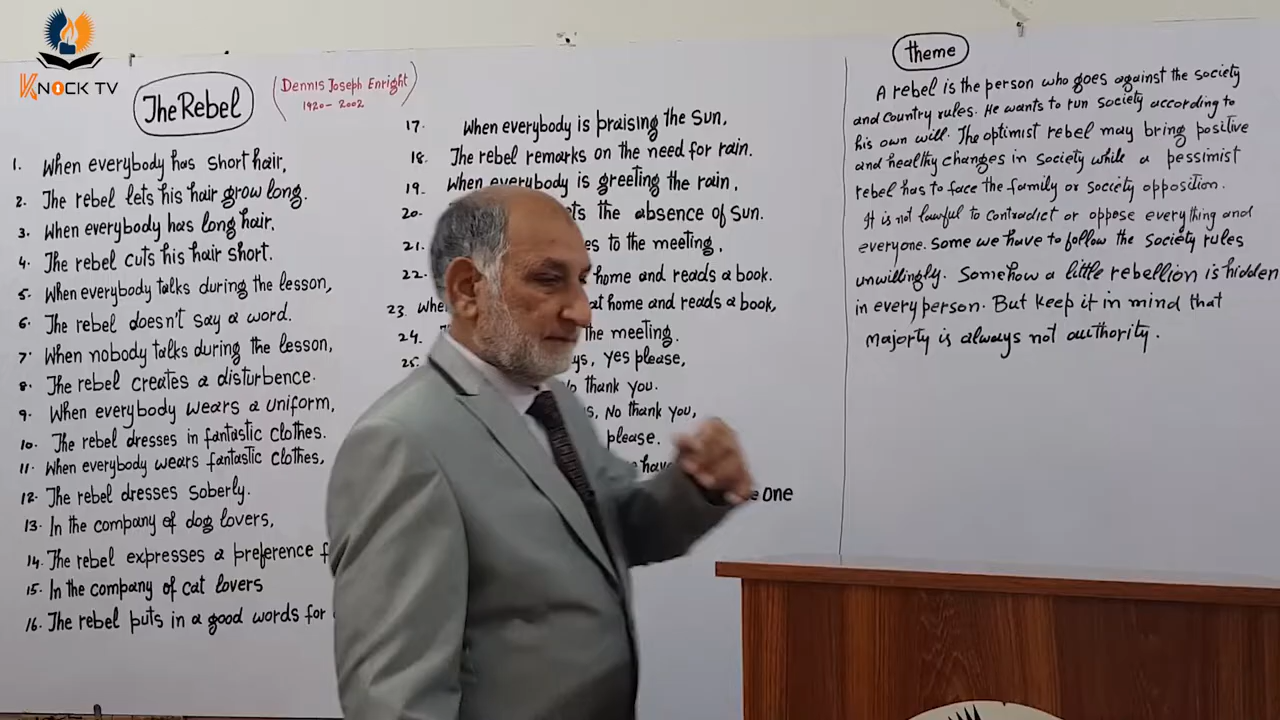 KNOCK TV
The Rebel
(Dennis Joseph Enright
1920 - 2002)
1. When everybody has short hair,
2. The rebel lets his hair grow long.
3. When everybody has long hair,
4. The rebel cuts his hair short.
5. When everybody talks during the lesson,
6. The rebel doesn't say a word.
7. When nobody talks during the lesson,
8. The rebel creates a disturbance.
9. When everybody wears a uniform,
10. The rebel dresses in fantastic clothes.
11. When everybody wears fantastic clothes,
12. The rebel dresses soberly.
13. In the company of dog lovers,
14. The rebel expresses a preference f
15. In the company of cat lovers
16. The rebel puts in a good words for
17. When everybody is praising the Sun,
18. The rebel remarks on the need for rain.
19. When everybody is greeting the rain,
20. ts the absence of Sun.
21. es to the meeting,
22. home and reads a book.
23. at home and reads a book,
24. the meeting.
25. ys, Yes please,
No thank you.
s, No thank you,
please.
have
One
Theme
A rebel is the person who goes against the society
and country rules. He wants to run society according to
his own will. The optimist rebel may bring positive
and healthy changes in society while a pessimist
rebel has to face the family or society opposition.
It is not lawful to contradict or oppose everything and
everyone. Some we have to follow the society rules
unwillingly. Somehow a little rebellion is hidden
in every person. But keep it in mind that
Majorty is always not authority.